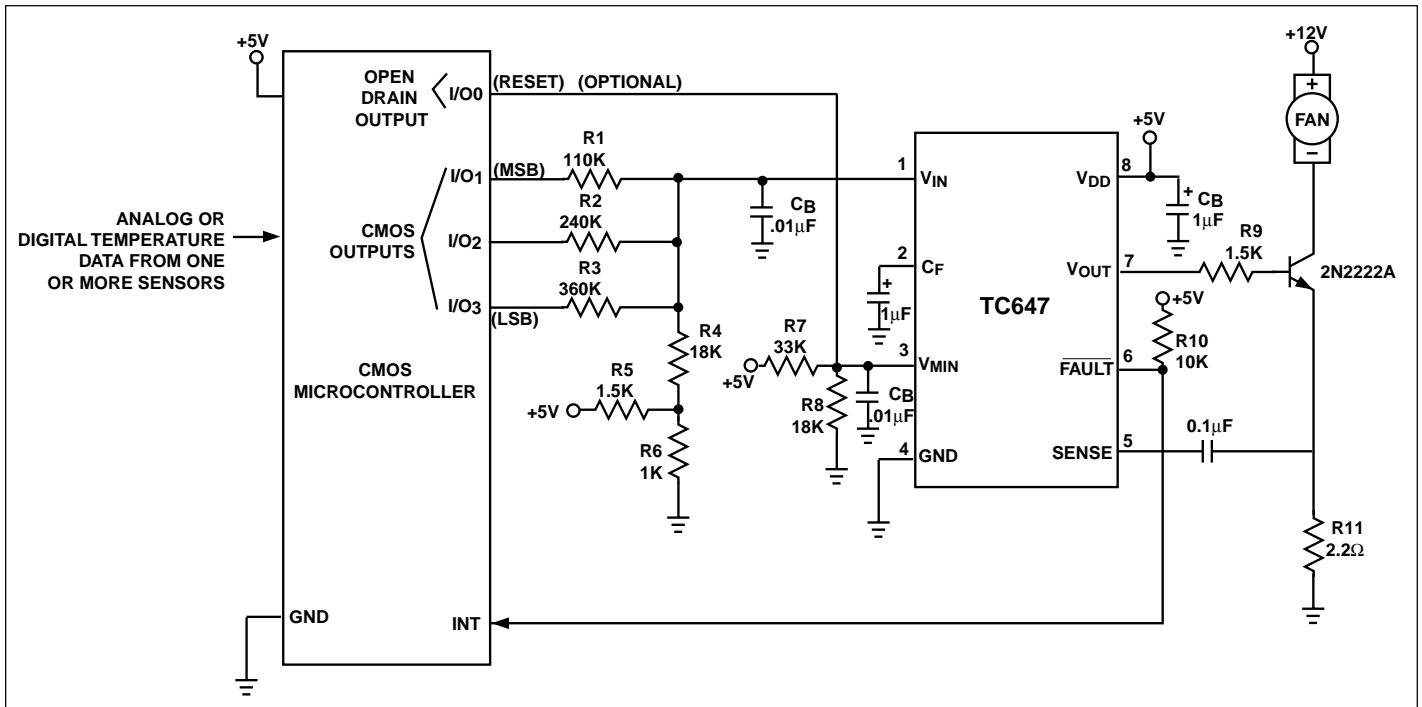 +5V
OPEN
DRAIN
OUTPUT
I/O0
(RESET) (OPTIONAL)
I/O1
(MSB)
R1
110K
I/O2
R2
240K
I/O3
(LSB)
R3
360K
CMOS
OUTPUTS
ANALOG OR
DIGITAL TEMPERATURE
DATA FROM ONE
OR MORE SENSORS
CMOS
MICROCONTROLLER
GND
INT
R4
18K
R5
1.5K
+5V
R6
1K
CB
.01μF
1μF
R7
33K
+5V
R8
18K
CB
.01μF
1
VIN
2
CF
3
VMIN
4
GND
TC647
8
VDD
7
VOUT
6
FAULT
5
SENSE
+5V
+
CB
1μF
+
R9
1.5K
+5V
R10
10K
0.1μF
+12V
+
FAN
−
2N2222A
R11
2.2Ω